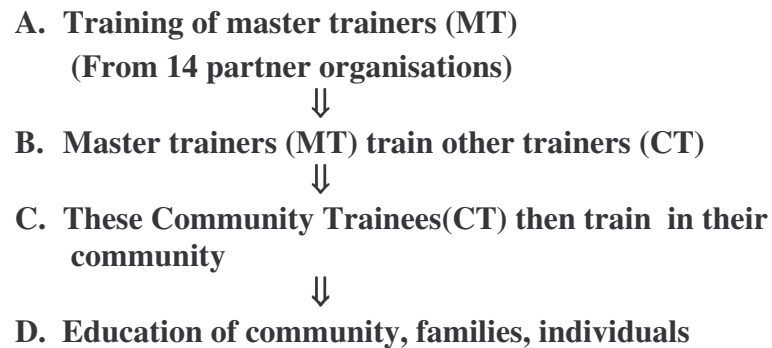 A. Training of master trainers (MT)
(From 14 partner organisations)
⇓
B. Master trainers (MT) train other trainers (CT)
⇓
C. These Community Trainees(CT) then train in their
community
⇓
D. Education of community, families, individuals